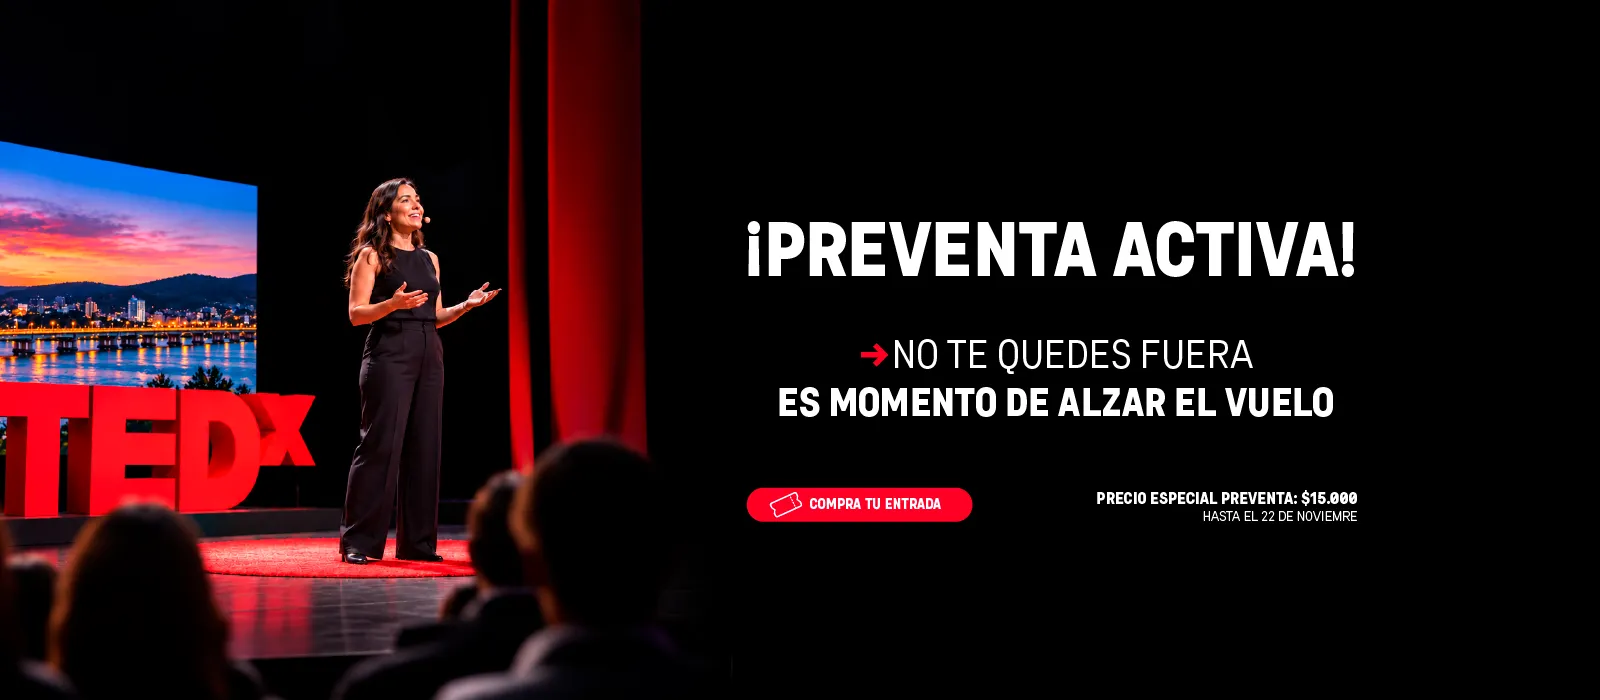 TEDx
¡PREVENTA ACTIVA!
➔NO TE QUEDES FUERA
ES MOMENTO DE ALZAR EL VUELO
COMPRA TU ENTRADA
PRECIO ESPECIAL PREVENTA: $15.000
HASTA EL 22 DE NOVIEMRE